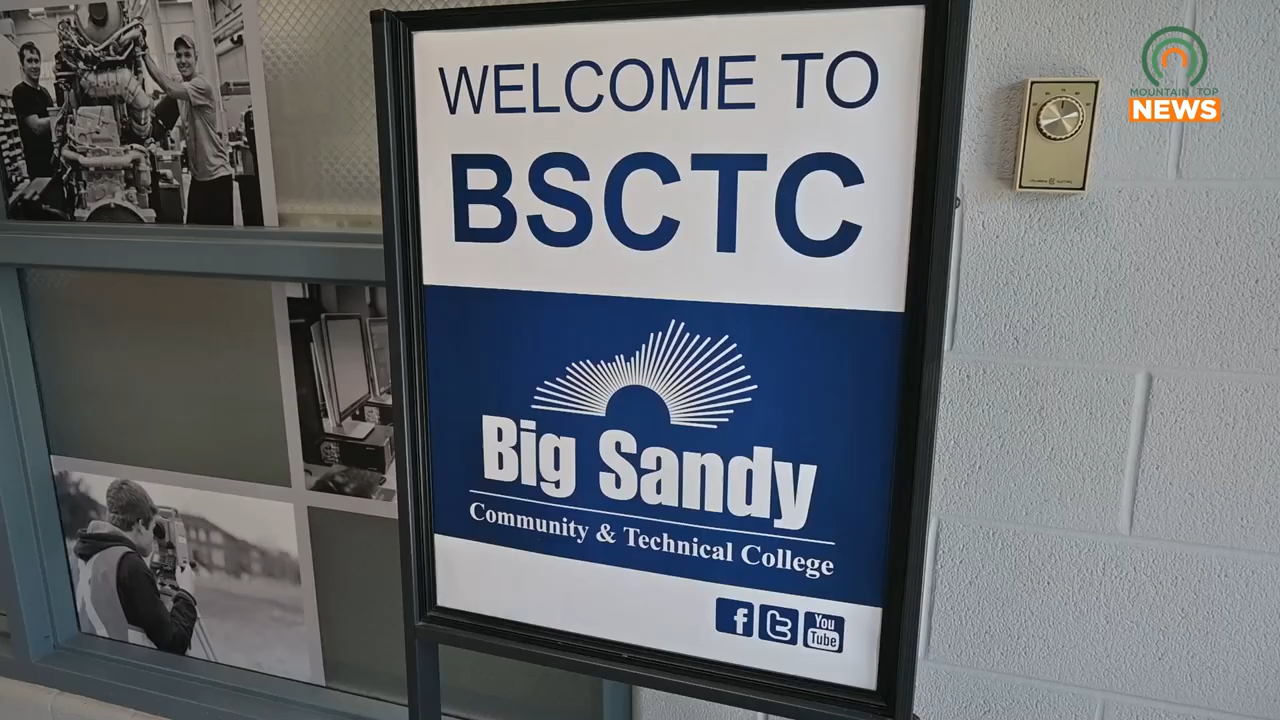 WELCOME TO
BSCTC
Big Sandy
Community & Technical College
You
Tube
MOUNTAIN TOP
NEWS